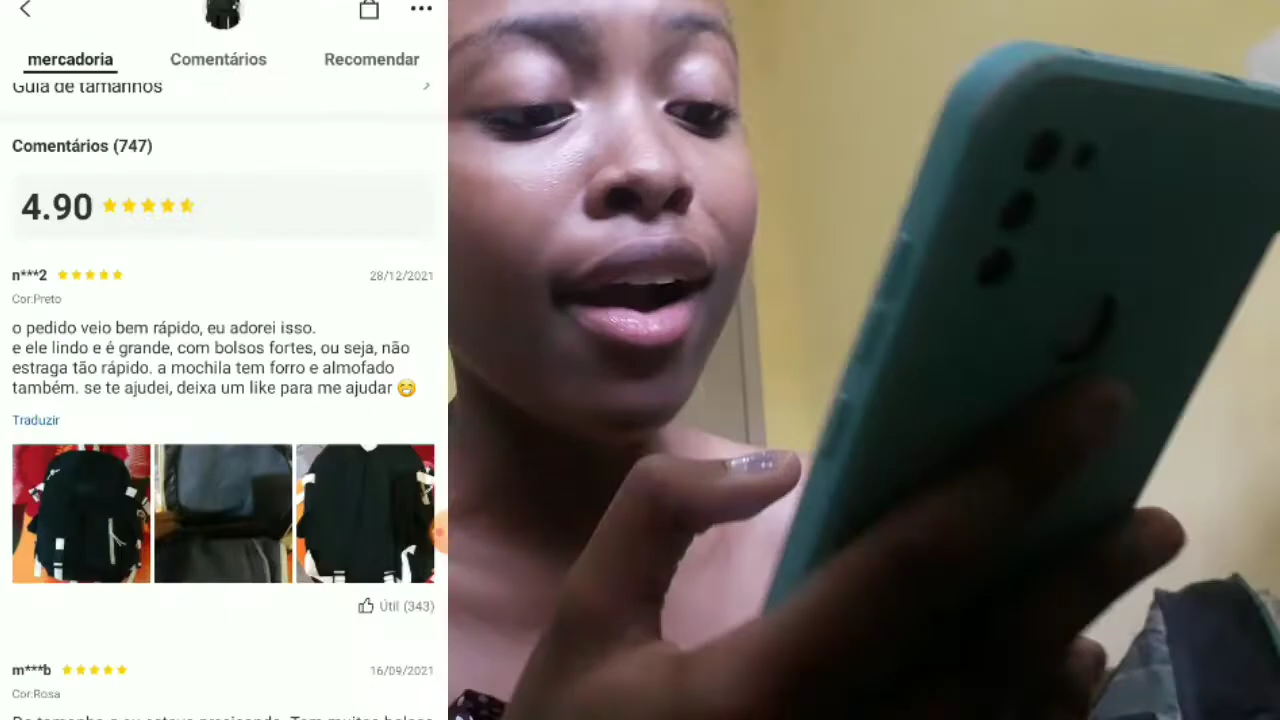 mercadoria Comentários Recomendar
Guia de tamanhos
Comentários (747)
4.90
n***2 28/12/2021
Cor:Preto
o pedido veio bem rápido, eu adorei isso.
e ele lindo e é grande, com bolsos fortes, ou seja, não
estraga tão rápido. a mochila tem forro e almofado
também. se te ajudei, deixa um like para me ajudar 😁
Traduzir
Útil (343)
m***b 16/09/2021
Cor:Rosa